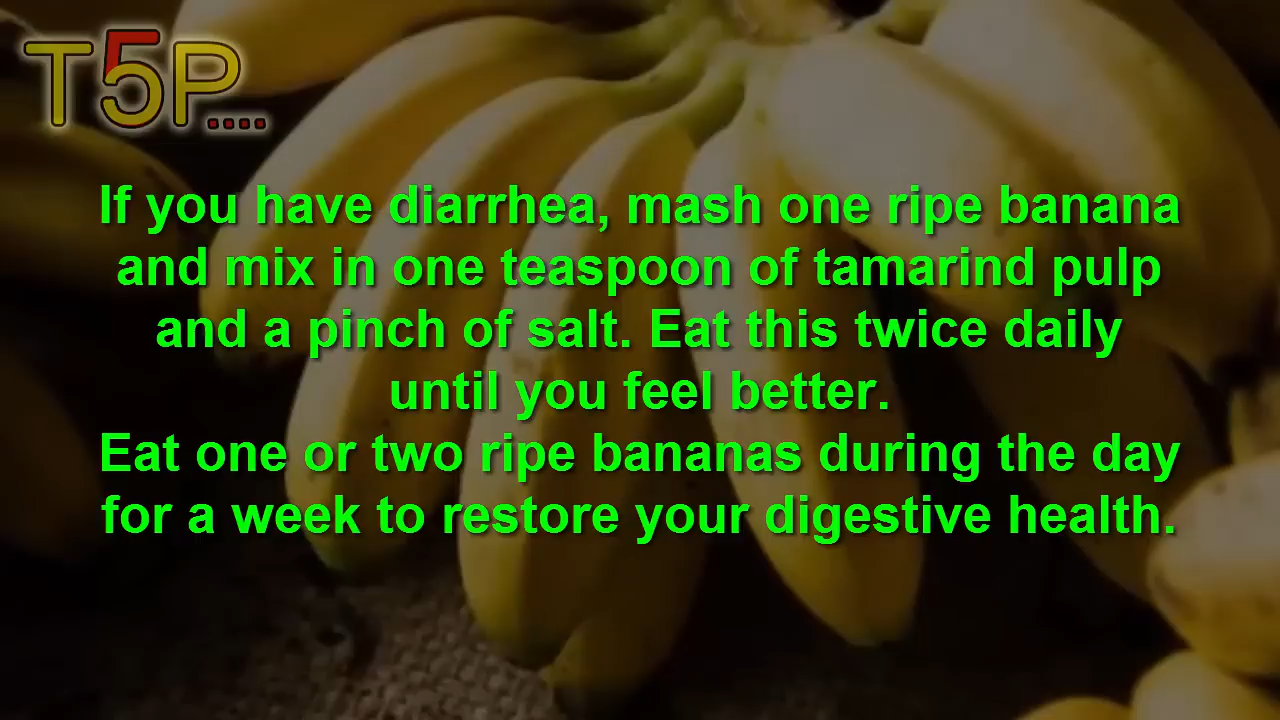 T5P....
If you have diarrhea, mash one ripe banana
and mix in one teaspoon of tamarind pulp
and a pinch of salt. Eat this twice daily
until you feel better.
Eat one or two ripe bananas during the day
for a week to restore your digestive health.